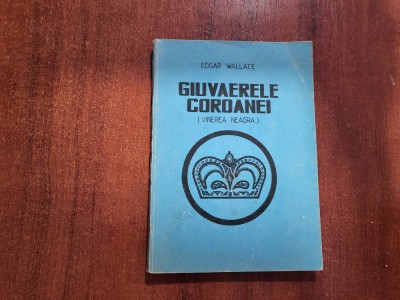 EDGAR WALLACE
GIUVAERELE
COROANEI
(VINEREA NEAGRA)